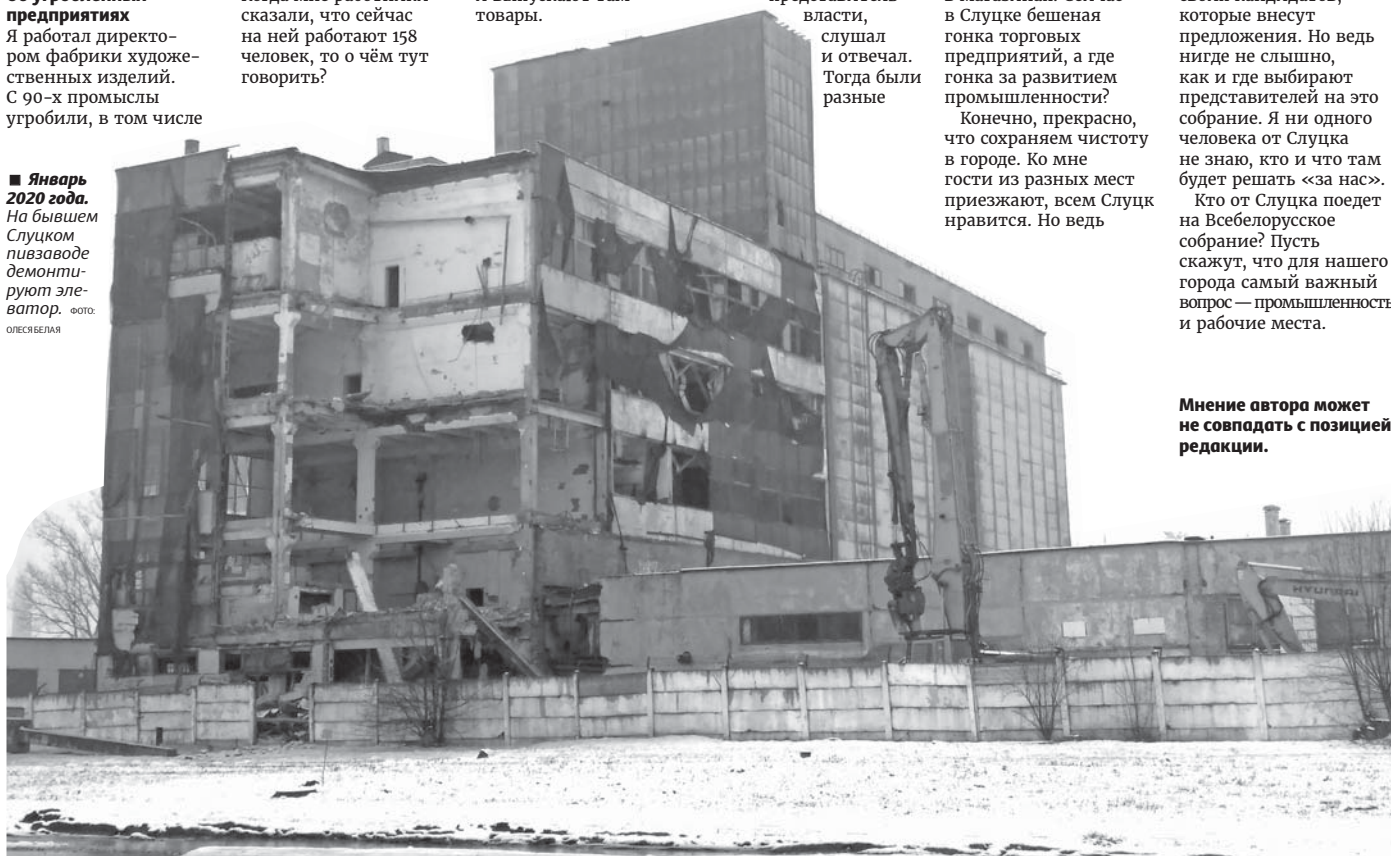 предприятиях
Я работал директо-
ром фабрики художе-
ственных изделий.
С 90-х промыслы
угробили, в том числе
■ Январь
2020 года.
На бывшем
Слуцком
пивзаводе
демонти-
руют эле-
ватор. ФОТО:
ОЛЕСЯ БЕЛАЯ
сказали, что сейчас
на ней работают 158
человек, то о чём тут
говорить?
товары.
власти,
слушал
и отвечал.
Тогда были
разные
в Слуцке бешеная
гонка торговых
предприятий, а где
гонка за развитием
промышленности?
Конечно, прекрасно,
что сохраняем чистоту
в городе. Ко мне
гости из разных мест
приезжают, всем Слуцк
нравится. Но ведь
которые внесут
предложения. Но ведь
нигде не слышно,
как и где выбирают
представителей на это
собрание. Я ни одного
человека от Слуцка
не знаю, кто и что там
будет решать «за нас».
Кто от Слуцка поедет
на Всебелорусское
собрание? Пусть
скажут, что для нашего
города самый важный
вопрос — промышленность
и рабочие места.
Мнение автора может
не совпадать с позицией
редакции.
HYUNDAI